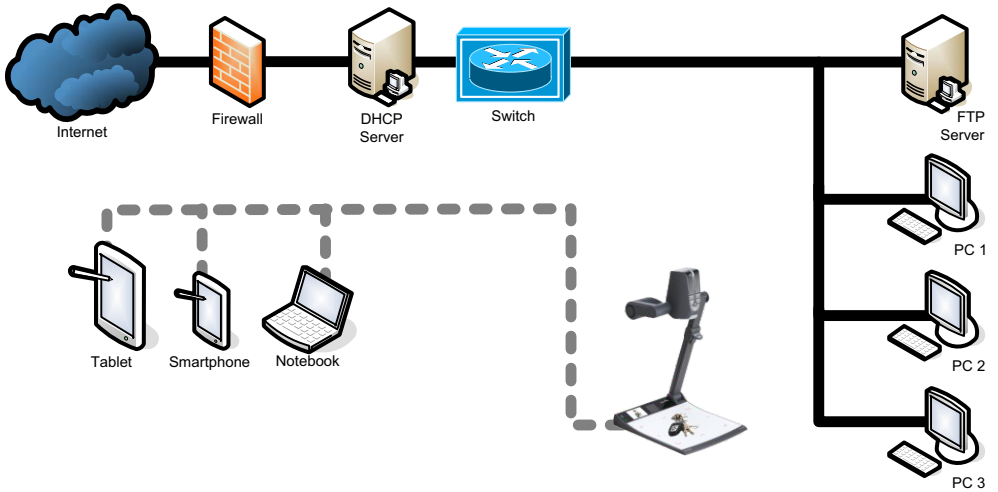 Internet
Firewall
DHCP
Server
Switch
FTP
Server
PC 1
Tablet
Smartphone
Notebook
PC 2
PC 3